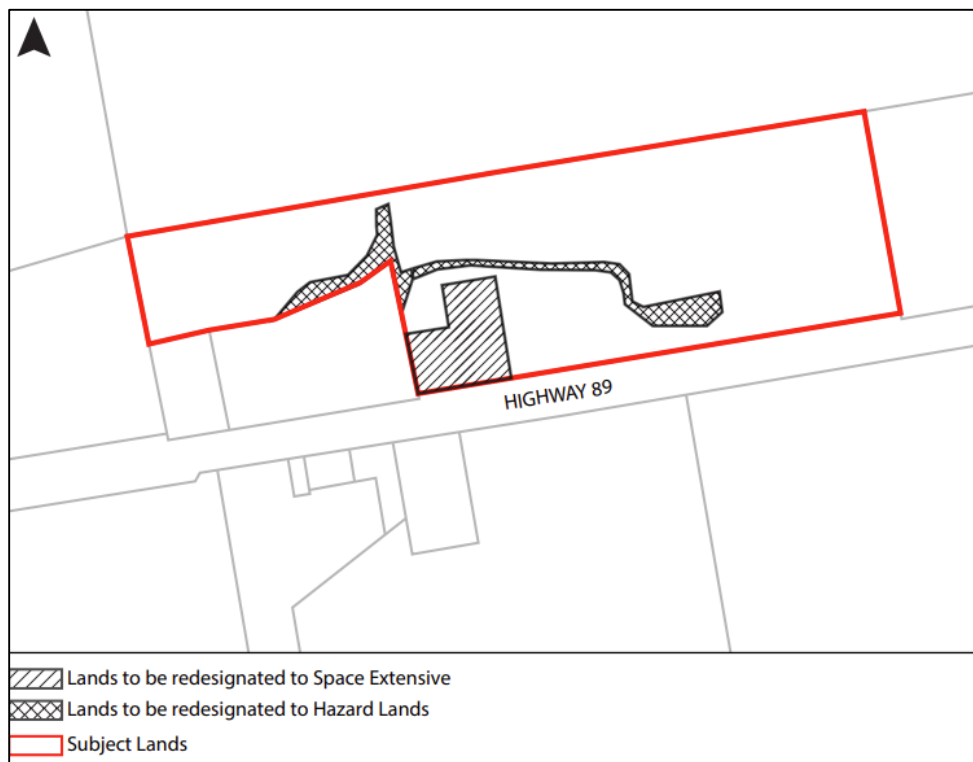 HIGHWAY 89
Lands to be redesignated to Space Extensive
Lands to be redesignated to Hazard Lands
Subject Lands